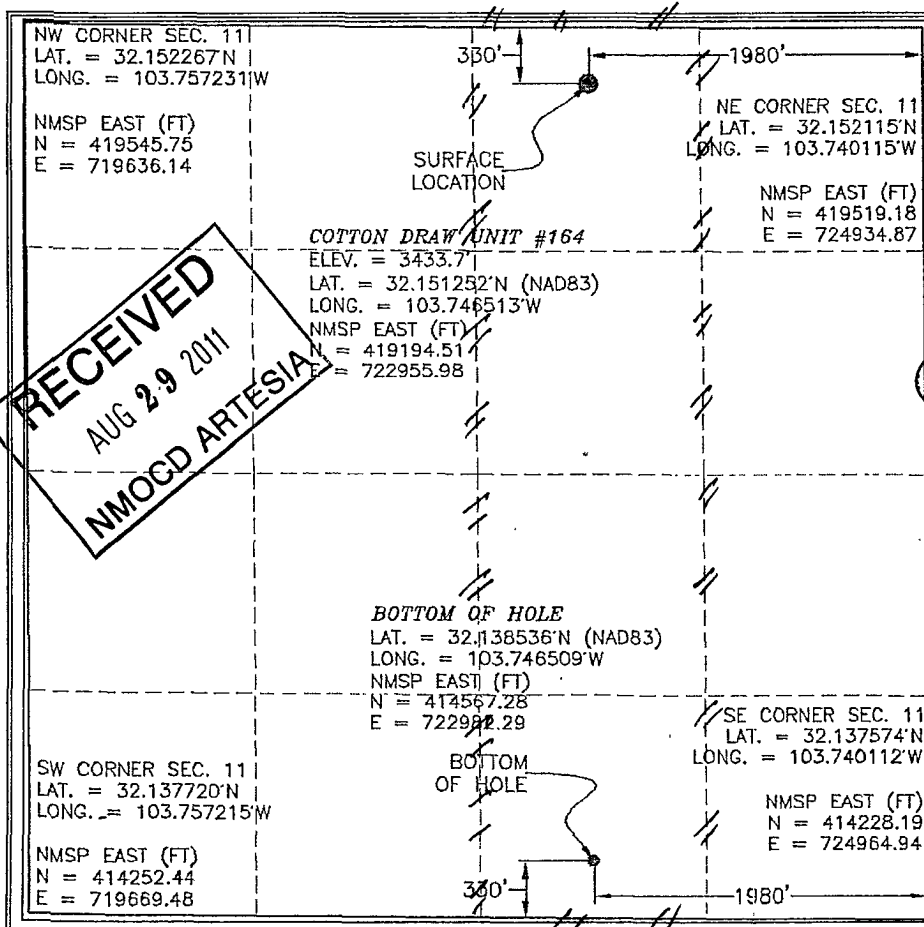 NW CORNER SEC. 11
LAT. = 32.152267'N
LONG. = 103.757231'W
NMSP EAST (FT)
N = 419545.75
E = 719636.14
330'
1980'
SURFACE
LOCATION
NE CORNER SEC. 11
LAT. = 32.152115'N
LONG. = 103.740115'W
NMSP EAST (FT)
N = 419519.18
E = 724934.87
COTTON DRAW UNIT #164
ELEV. = 3433.7'
LAT. = 32.151252'N (NAD83)
LONG. = 103.746513'W
NMSP EAST (FT)
N = 419194.51
E = 722955.98
RECEIVED
AUG 29 2011
NMOCD ARTESIA
BOTTOM OF HOLE
LAT. = 32.138536'N (NAD83)
LONG. = 103.746509'W
NMSP EAST (FT)
N = 414567.28
E = 722982.29
BOTTOM
OF HOLE
SW CORNER SEC. 11
LAT. = 32.137720'N
LONG. = 103.757215'W
NMSP EAST (FT)
N = 414252.44
E = 719669.48
SE CORNER SEC. 11
LAT. = 32.137574'N
LONG. = 103.740112'W
NMSP EAST (FT)
N = 414228.19
E = 724964.94
330'
1980'